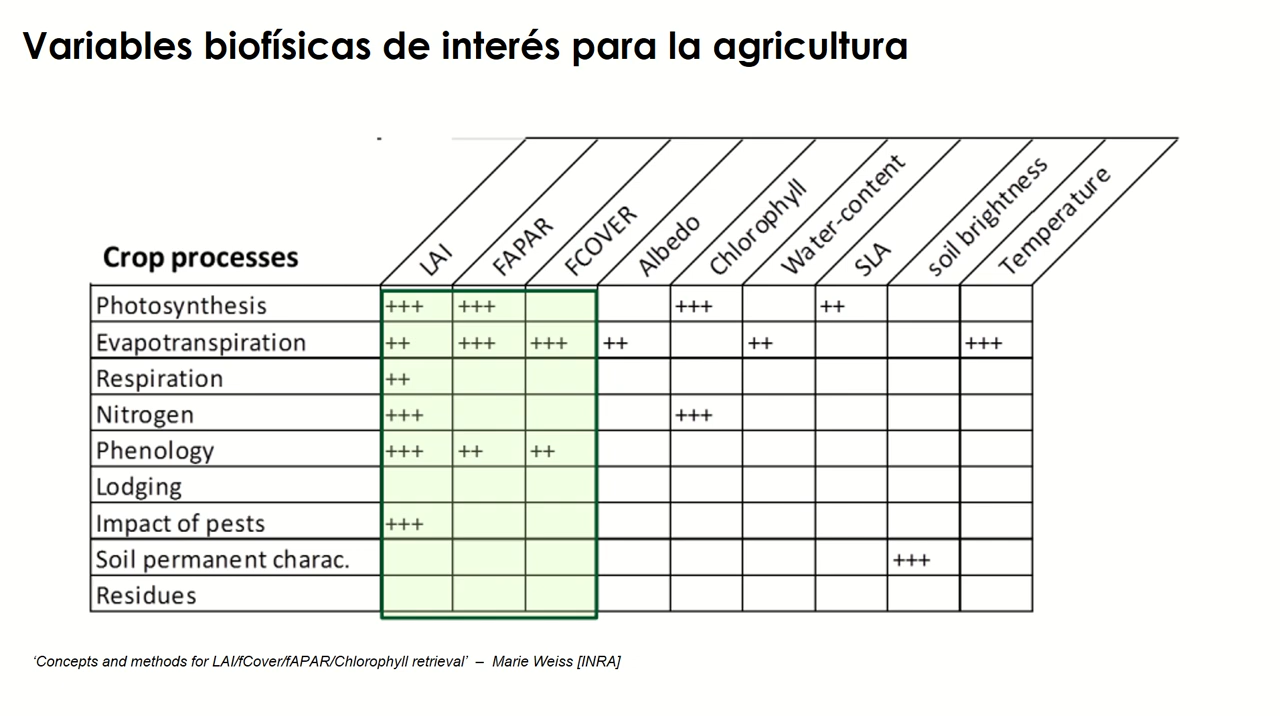 Variables biofísicas de interés para la agricultura
Crop processes LAI FAPAR FCOVER Albedo Chlorophyll Water-content SLA soil brightness Temperature
Photosynthesis +++ +++ +++ ++
Evapotranspiration ++ +++ +++ ++ ++ +++
Respiration ++
Nitrogen +++ +++
Phenology +++ ++ ++
Lodging
Impact of pests +++
Soil permanent charac. +++
Residues
‘Concepts and methods for LAI/fCover/fAPAR/Chlorophyll retrieval’ – Marie Weiss [INRA]